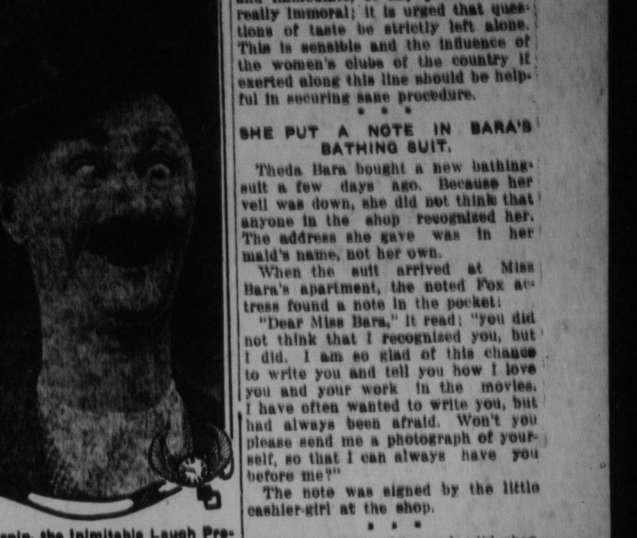 really immoral; it is urged that ques-
tions of taste be strictly left alone.
This is sensible and the influence of
the women's clubs of the country if
exerted along this line should be help-
ful in securing sane procedure.
* * *
SHE PUT A NOTE IN BARA'S
BATHING SUIT.
Theda Bara bought a new bathing-
suit a few days ago. Because her
veil was down, she did not think that
anyone in the shop recognized her.
The address she gave was in her
maid's name, not her own.
When the suit arrived at Miss
Bara's apartment, the noted Fox ac-
tress found a note in the pocket:
"Dear Miss Bara," it read; "you did
not think that I recognized you, but
I did. I am so glad of this chance
to write you and tell you how I love
you and your work in the movies.
I have often wanted to write you, but
had always been afraid. Won't you
please send me a photograph of your-
self, so that I can always have you
before me?"
The note was signed by the little
cashier-girl at the shop.
* * *
the Inimitable Laugh Pro-